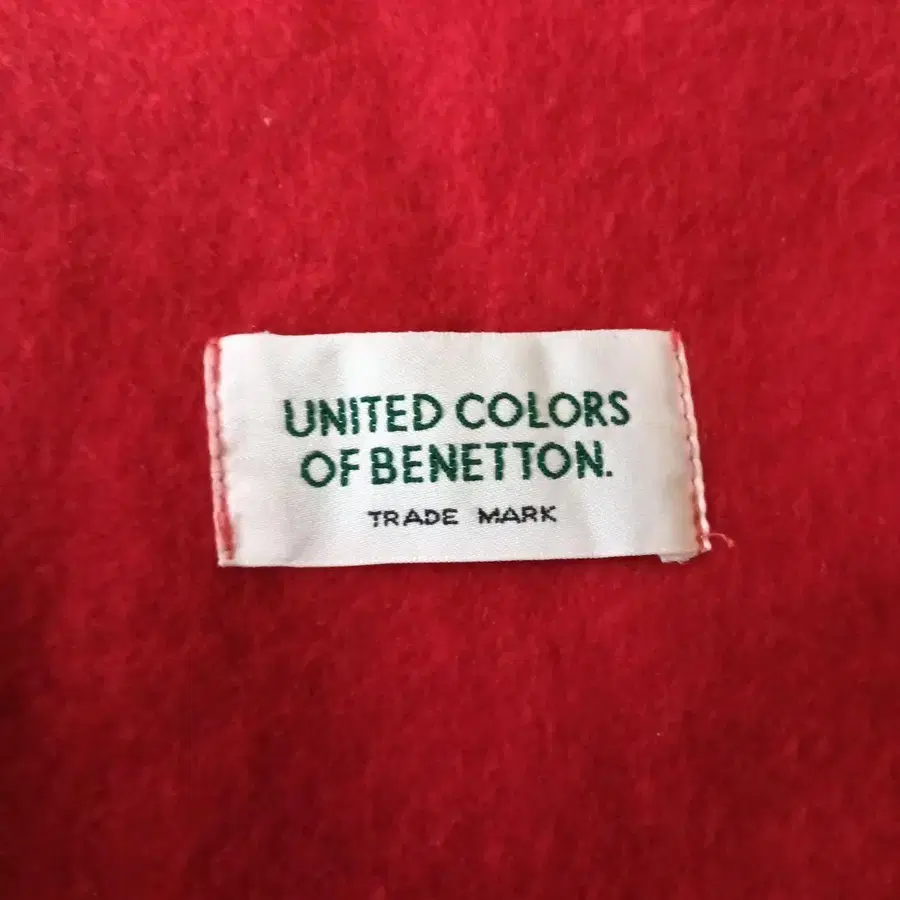 UNITED COLORS
OF BENETTON.
TRADE MARK